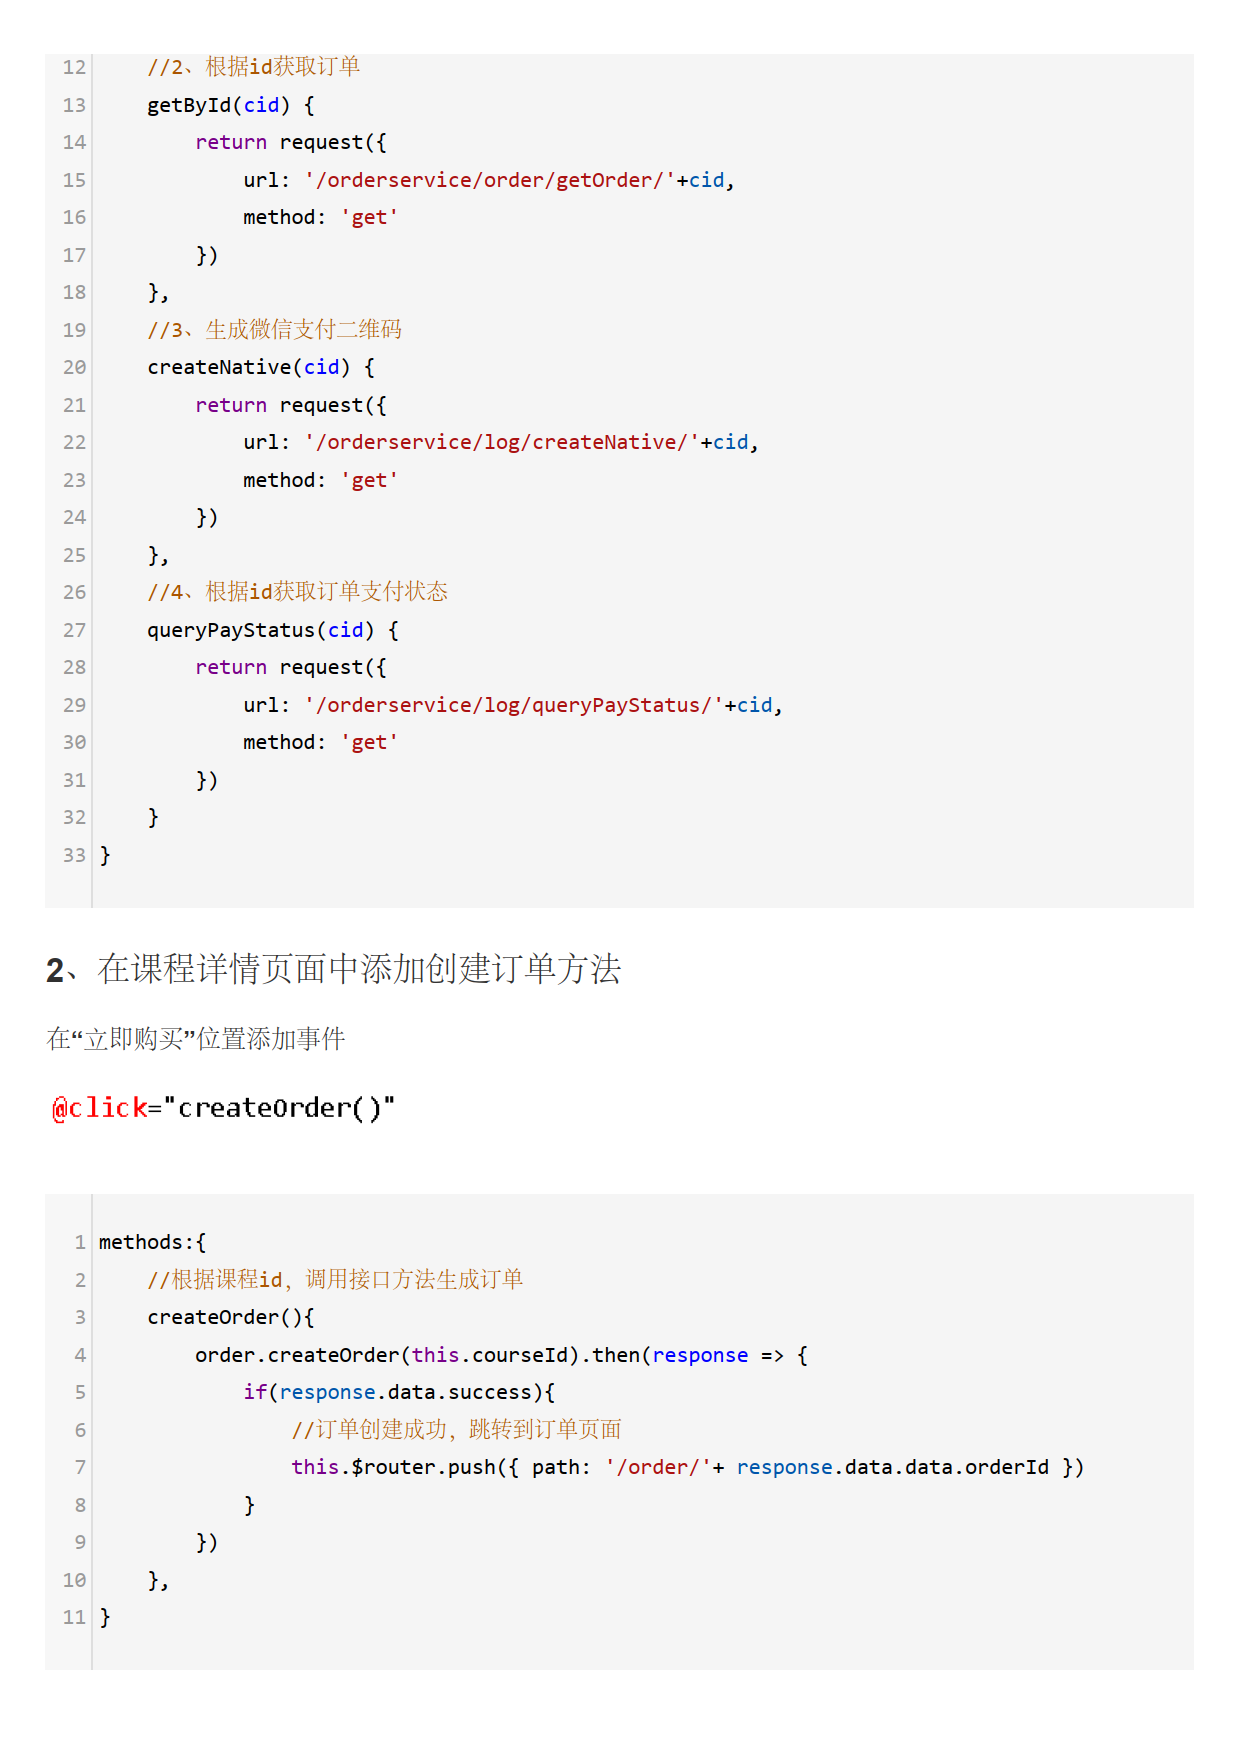 12     //2、根据id获取订单
13     getById(cid) {
14         return request({
15             url: '/orderservice/order/getOrder/'+cid,
16             method: 'get'
17         })
18     },
19     //3、生成微信支付二维码
20     createNative(cid) {
21         return request({
22             url: '/orderservice/log/createNative/'+cid,
23             method: 'get'
24         })
25     },
26     //4、根据id获取订单支付状态
27     queryPayStatus(cid) {
28         return request({
29             url: '/orderservice/log/queryPayStatus/'+cid,
30             method: 'get'
31         })
32     }
33 }
2、在课程详情页面中添加创建订单方法
在“立即购买”位置添加事件
@click="createOrder()"
1 methods:{
2     //根据课程id，调用接口方法生成订单
3     createOrder(){
4         order.createOrder(this.courseId).then(response => {
5             if(response.data.success){
6                 //订单创建成功，跳转到订单页面
7                 this.$router.push({ path: '/order/'+ response.data.data.orderId })
8             }
9         })
10     },
11 }